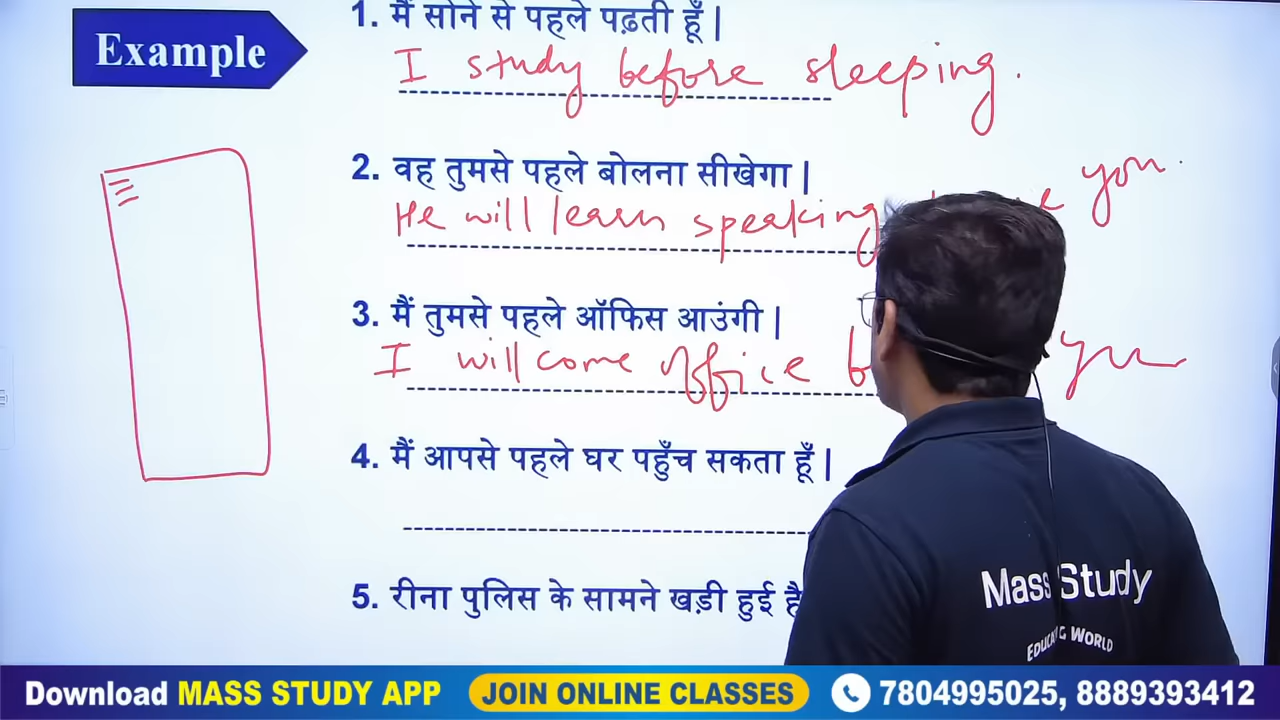 Example
1. मैं सोने से पहले पढ़ती हूँ |
I study before sleeping.
2. वह तुमसे पहले बोलना सीखेगा |
He will learn speaking you.
3. मैं तुमसे पहले ऑफिस आउंगी |
I will come office you
4. मैं आपसे पहले घर पहुँच सकता हूँ |
5. रीना पुलिस के सामने खड़ी हुई है
Mass Study
WORLD
Download MASS STUDY APP JOIN ONLINE CLASSES 7804995025, 8889393412